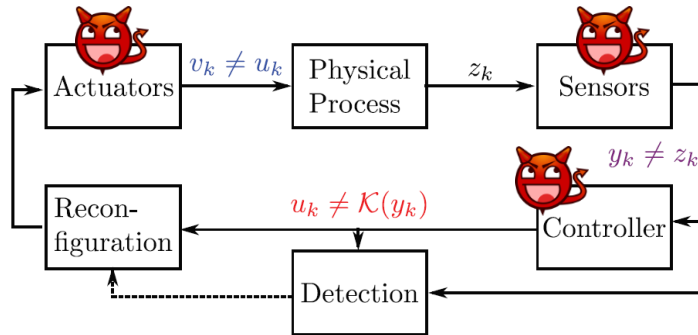 Actuators
v_k ≠ u_k
Physical
Process
z_k
Sensors
y_k ≠ z_k
Recon-
figuration
u_k ≠ 𝒦(y_k)
Controller
Detection